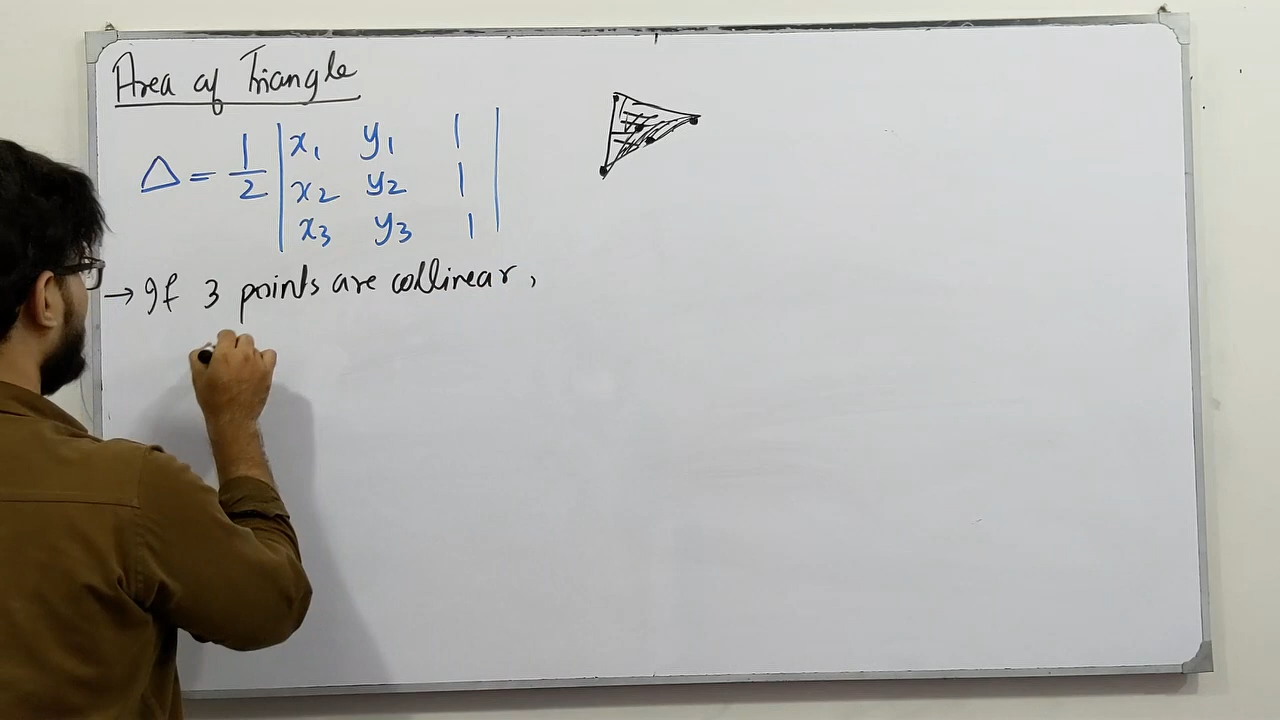 Area of Triangle
Δ = 1/2 | x₁ y₁ 1 |
| x₂ y₂ 1 |
| x₃ y₃ 1 |
→ If 3 points are collinear,